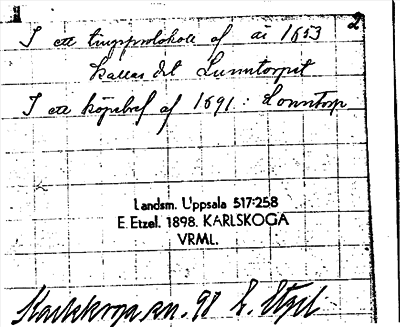 2
I ett tingsprotokoll af år 1653
kallas det Lunntorpet
I ett köpebref af 1691: Lonntorp
Landsm. Uppsala 517:258
E. Etzel. 1898. KARLSKOGA
VRML.
Karlskoga sn. 98 E. Etzel